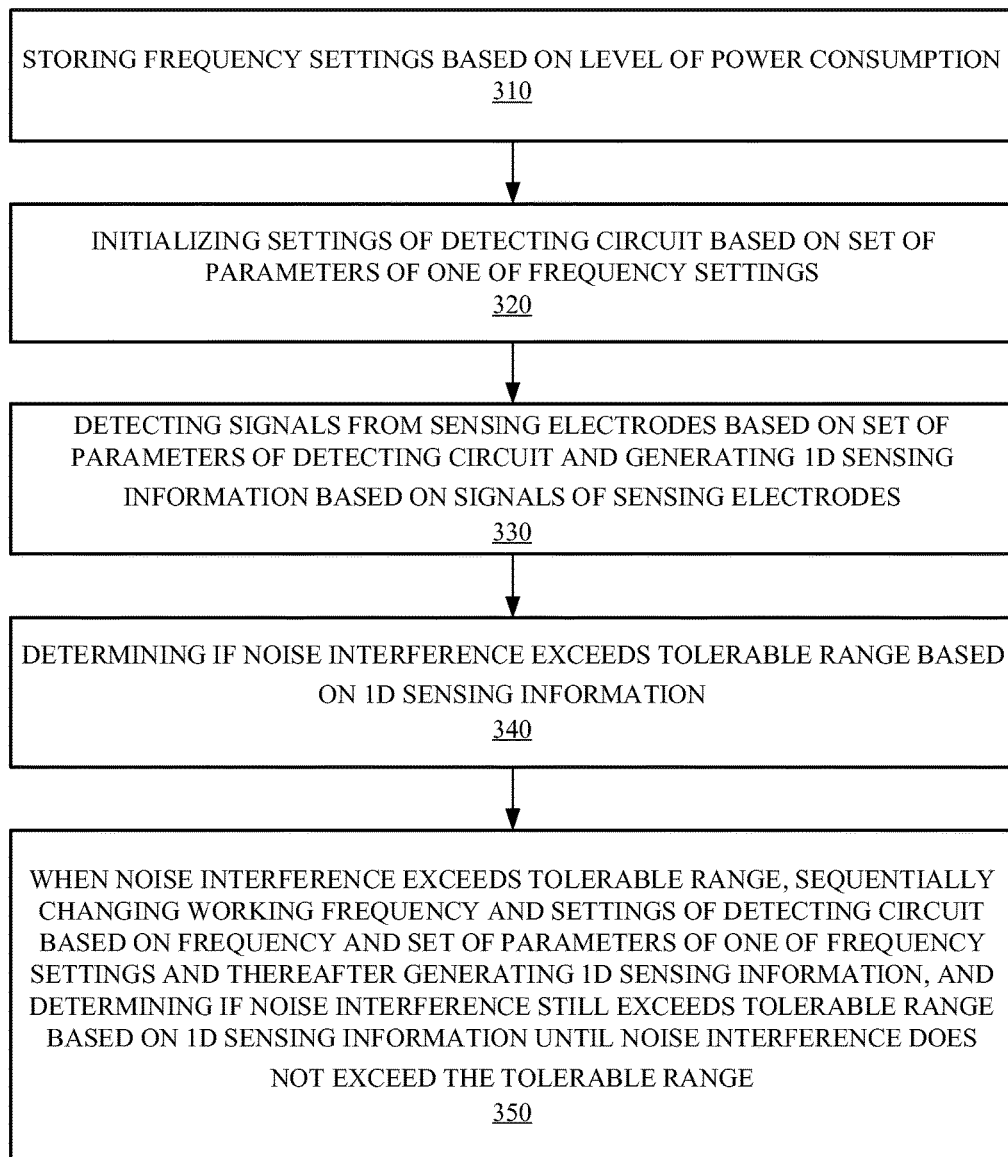 STORING FREQUENCY SETTINGS BASED ON LEVEL OF POWER CONSUMPTION
310
INITIALIZING SETTINGS OF DETECTING CIRCUIT BASED ON SET OF
PARAMETERS OF ONE OF FREQUENCY SETTINGS
320
DETECTING SIGNALS FROM SENSING ELECTRODES BASED ON SET OF
PARAMETERS OF DETECTING CIRCUIT AND GENERATING 1D SENSING
INFORMATION BASED ON SIGNALS OF SENSING ELECTRODES
330
DETERMINING IF NOISE INTERFERENCE EXCEEDS TOLERABLE RANGE BASED
ON 1D SENSING INFORMATION
340
WHEN NOISE INTERFERENCE EXCEEDS TOLERABLE RANGE, SEQUENTIALLY
CHANGING WORKING FREQUENCY AND SETTINGS OF DETECTING CIRCUIT
BASED ON FREQUENCY AND SET OF PARAMETERS OF ONE OF FREQUENCY
SETTINGS AND THEREAFTER GENERATING 1D SENSING INFORMATION, AND
DETERMINING IF NOISE INTERFERENCE STILL EXCEEDS TOLERABLE RANGE
BASED ON 1D SENSING INFORMATION UNTIL NOISE INTERFERENCE DOES
NOT EXCEED THE TOLERABLE RANGE
350